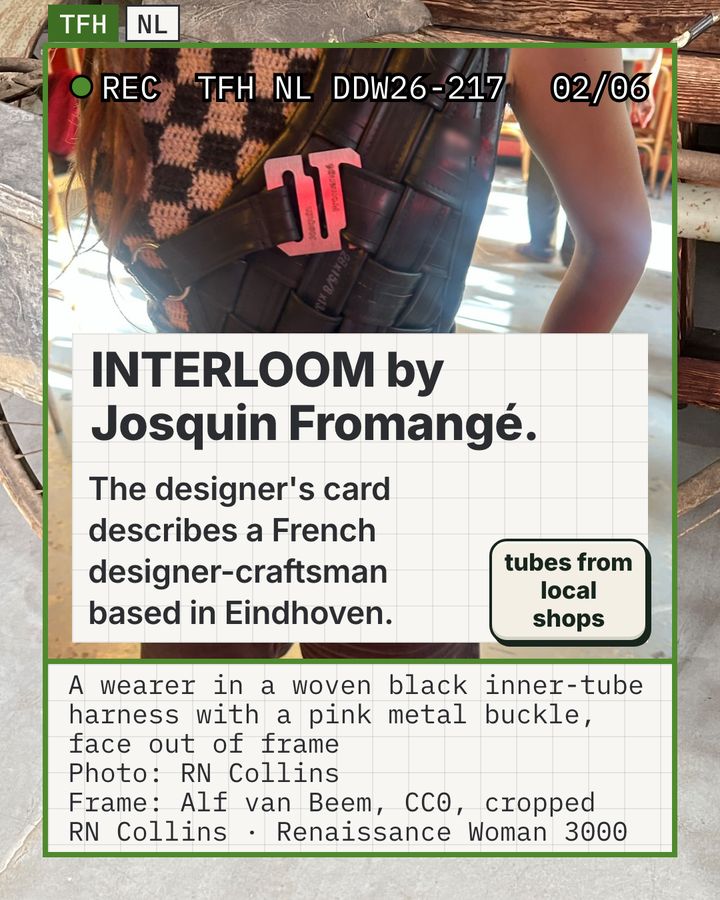 TFH NL
REC TFH NL DDW26-217 02/06
Josquin Fromangé
INTERLOOM by
Josquin Fromangé.
The designer's card
describes a French
designer-craftsman
based in Eindhoven.
tubes from
local
shops
A wearer in a woven black inner-tube
harness with a pink metal buckle,
face out of frame
Photo: RN Collins
Frame: Alf van Beem, CC0, cropped
RN Collins · Renaissance Woman 3000